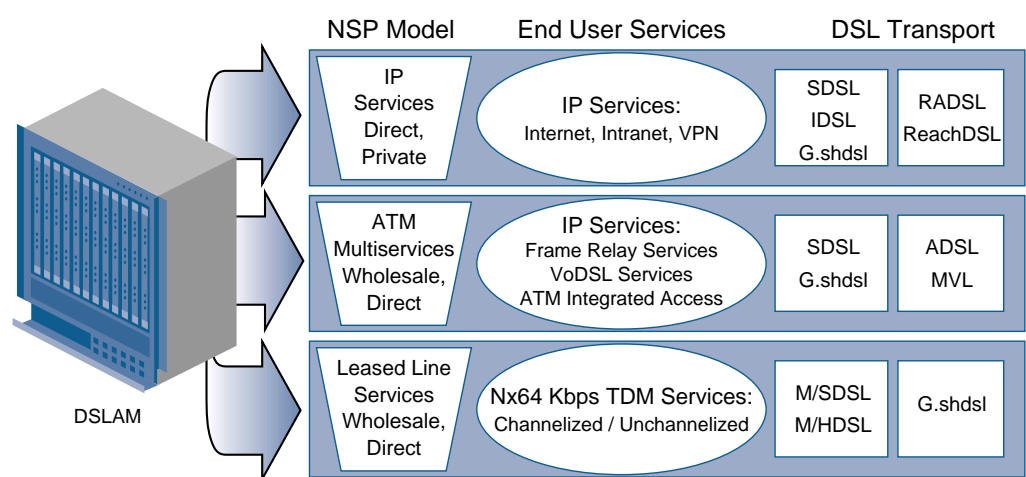 NSP Model
End User Services
DSL Transport
IP
Services
Direct,
Private
IP Services:
Internet, Intranet, VPN
SDSL
IDSL
G.shdsl
RADSL
ReachDSL
ATM
Multiservices
Wholesale,
Direct
IP Services:
Frame Relay Services
VoDSL Services
ATM Integrated Access
SDSL
G.shdsl
ADSL
MVL
Leased Line
Services
Wholesale,
Direct
Nx64 Kbps TDM Services:
Channelized / Unchannelized
M/SDSL
M/HDSL
G.shdsl
DSLAM